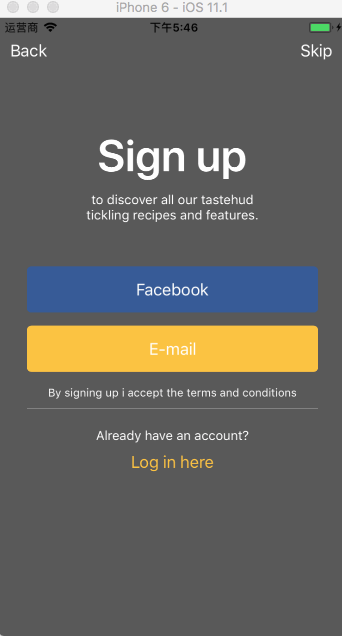 iPhone 6 - iOS 11.1
运营商 下午5:46
Back Skip
Sign up
to discover all our tastehud
tickling recipes and features.
Facebook
E-mail
By signing up i accept the terms and conditions
Already have an account?
Log in here